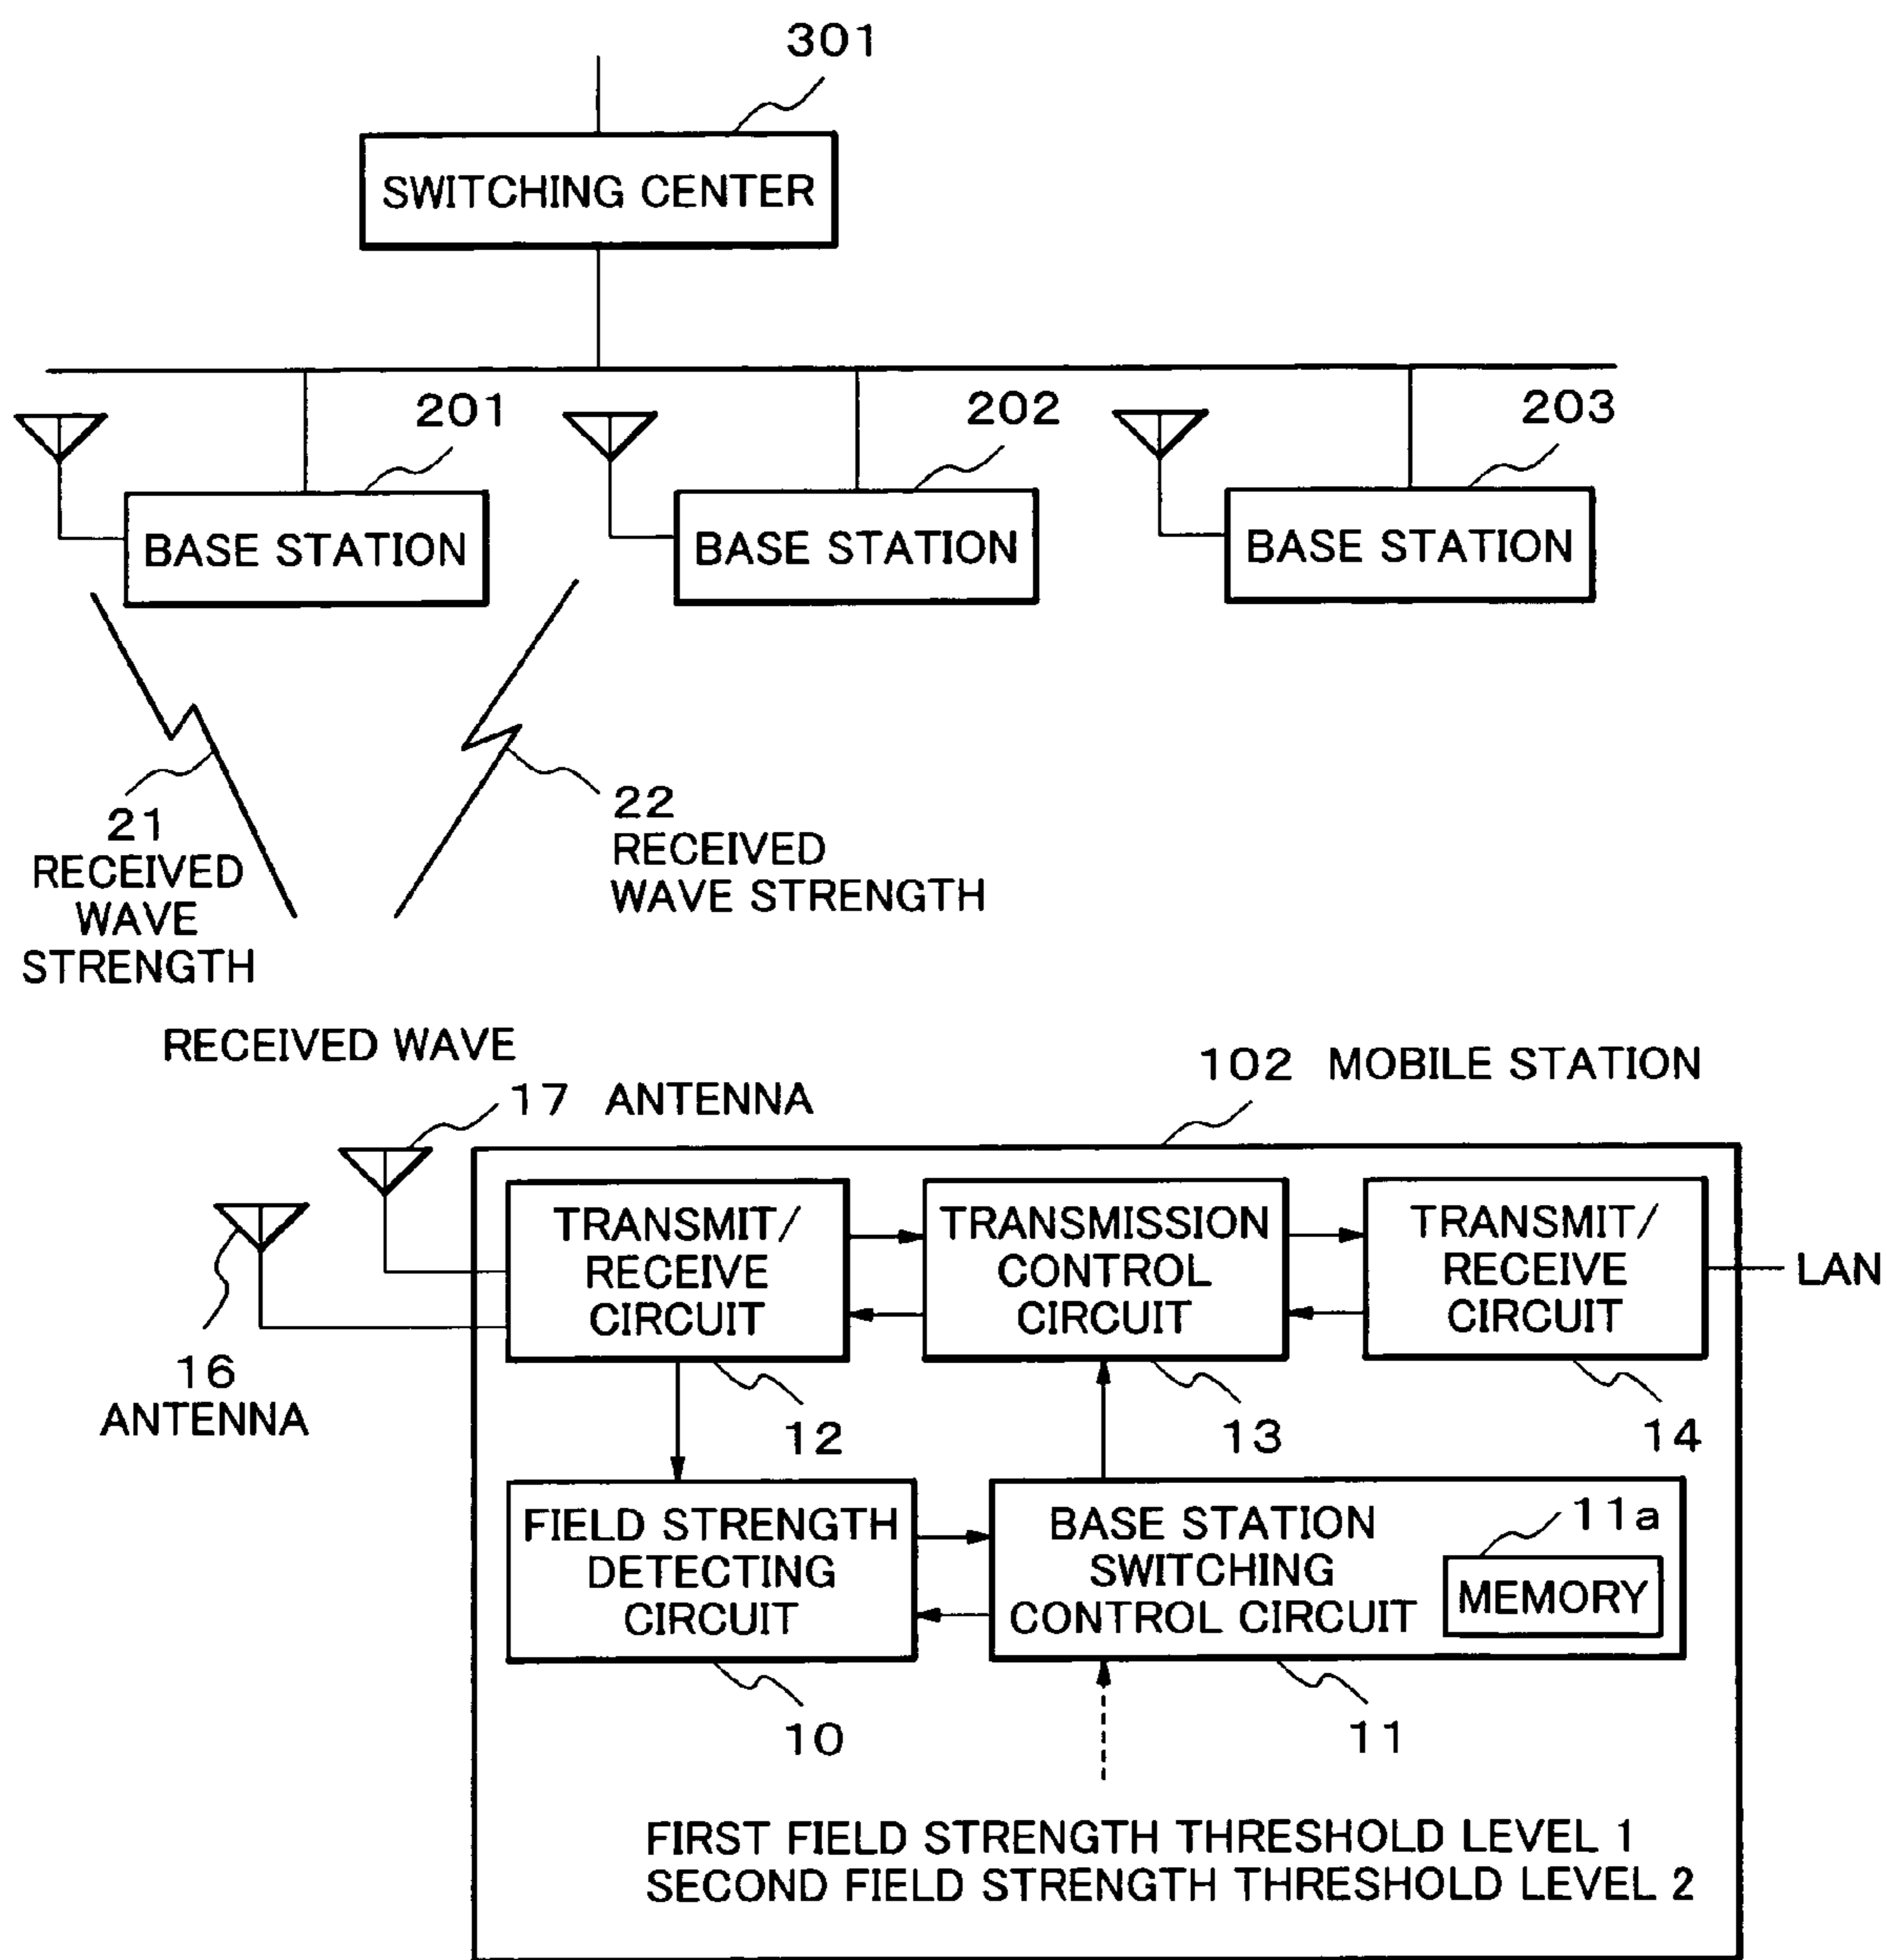 301
SWITCHING CENTER
201
202
203
BASE STATION
BASE STATION
BASE STATION
21
RECEIVED
WAVE
STRENGTH
22
RECEIVED
WAVE STRENGTH
RECEIVED WAVE
17 ANTENNA
102 MOBILE STATION
TRANSMIT/
RECEIVE
CIRCUIT
TRANSMISSION
CONTROL
CIRCUIT
TRANSMIT/
RECEIVE
CIRCUIT
LAN
16
ANTENNA
12
13
14
FIELD STRENGTH
DETECTING
CIRCUIT
BASE STATION
SWITCHING
CONTROL CIRCUIT
11a
MEMORY
10
11
FIRST FIELD STRENGTH THRESHOLD LEVEL 1
SECOND FIELD STRENGTH THRESHOLD LEVEL 2